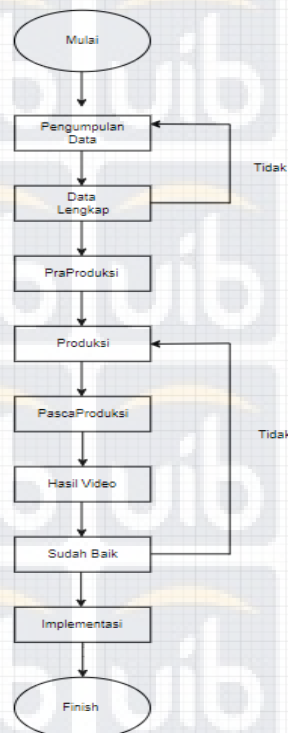 Mulai
Pengumpulan
Data
Tidak
Data
Lengkap
PraProduksi
Produksi
PascaProduksi
Tidak
Hasil Video
Sudah Baik
Implementasi
Finish